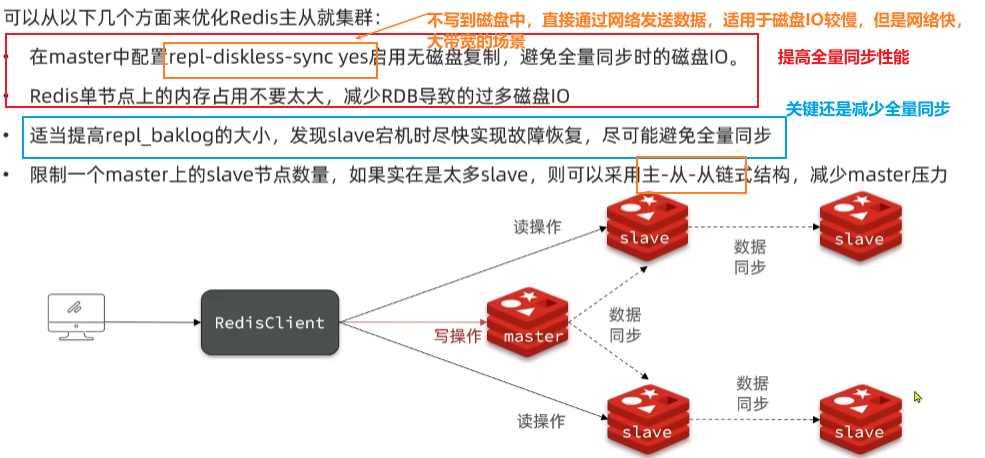 可以从以下几个方面来优化Redis主从就集群：
不写到磁盘中，直接通过网络发送数据，适用于磁盘IO较慢，但是网络快，
大带宽的场景
• 在master中配置repl-diskless-sync yes启用无磁盘复制，避免全量同步时的磁盘IO。
提高全量同步性能
• Redis单节点上的内存占用不要太大，减少RDB导致的过多磁盘IO
关键还是减少全量同步
• 适当提高repl_baklog的大小，发现slave宕机时尽快实现故障恢复，尽可能避免全量同步
• 限制一个master上的slave节点数量，如果实在是太多slave，则可以采用主-从-从链式结构，减少master压力
读操作
slave
数据
同步
slave
RedisClient
写操作
master
数据
同步
读操作
slave
数据
同步
slave